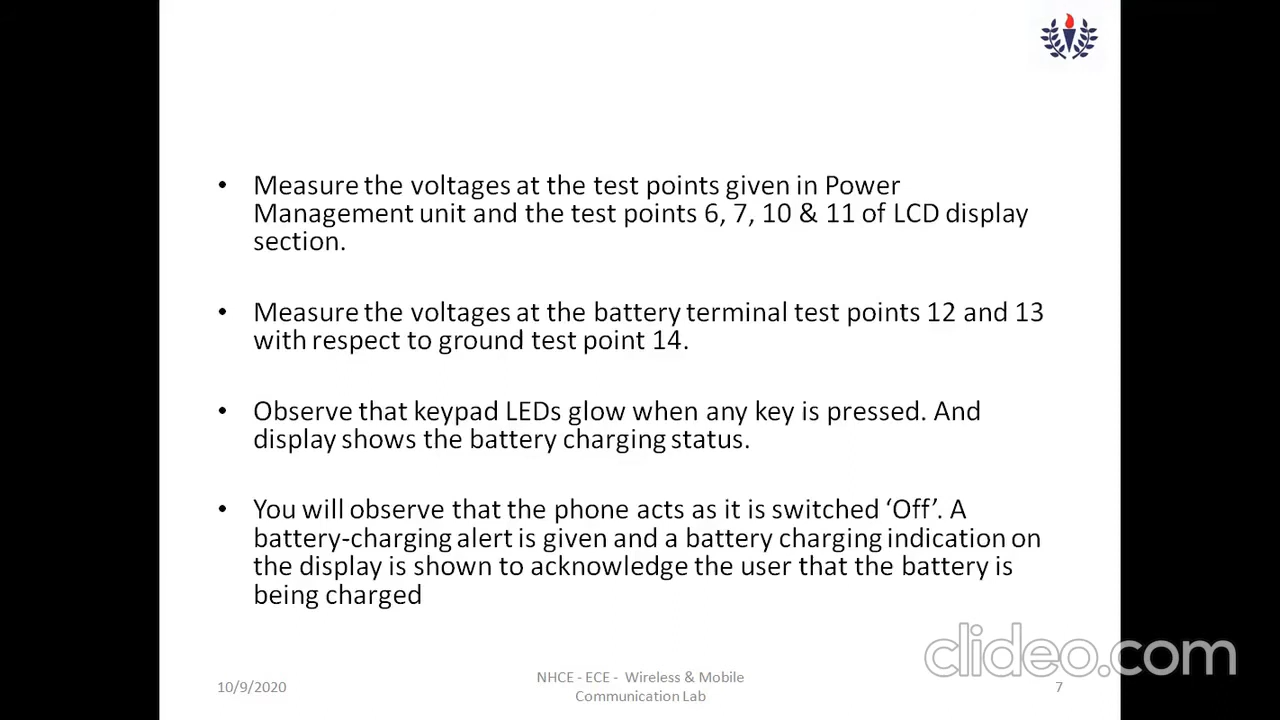 • Measure the voltages at the test points given in Power
Management unit and the test points 6, 7, 10 & 11 of LCD display
section.
• Measure the voltages at the battery terminal test points 12 and 13
with respect to ground test point 14.
• Observe that keypad LEDs glow when any key is pressed. And
display shows the battery charging status.
• You will observe that the phone acts as it is switched ‘Off’. A
battery-charging alert is given and a battery charging indication on
the display is shown to acknowledge the user that the battery is
being charged
clideo.com
10/9/2020
NHCE - ECE - Wireless & Mobile
Communication Lab
7